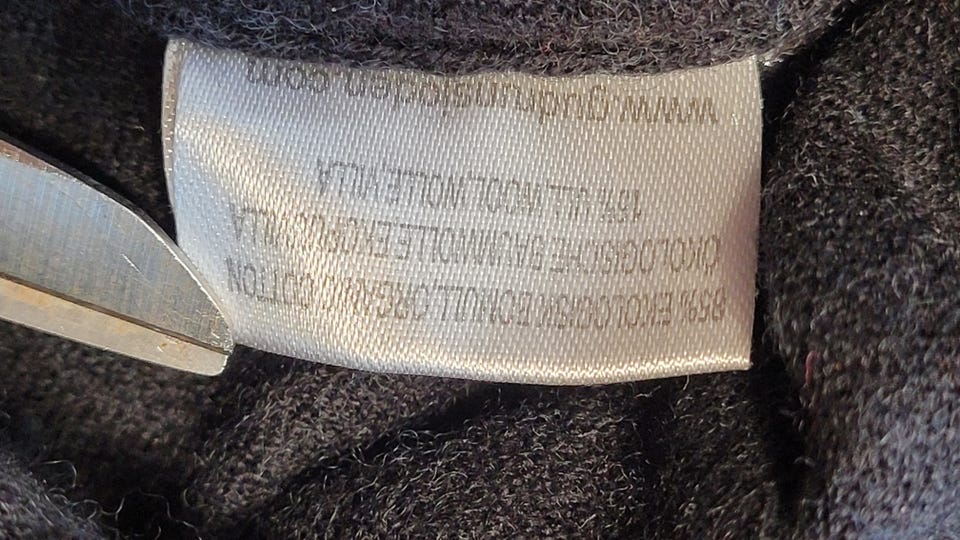 85% EKOLOGISK BOMULL.ORGANIC COTTON
ÖKOLOGISCHE BAUMWOLLE.EKOPUUVILLA
15% ULL.WOOL.WOLLE.VILLA
www.gudrunsjoden.com